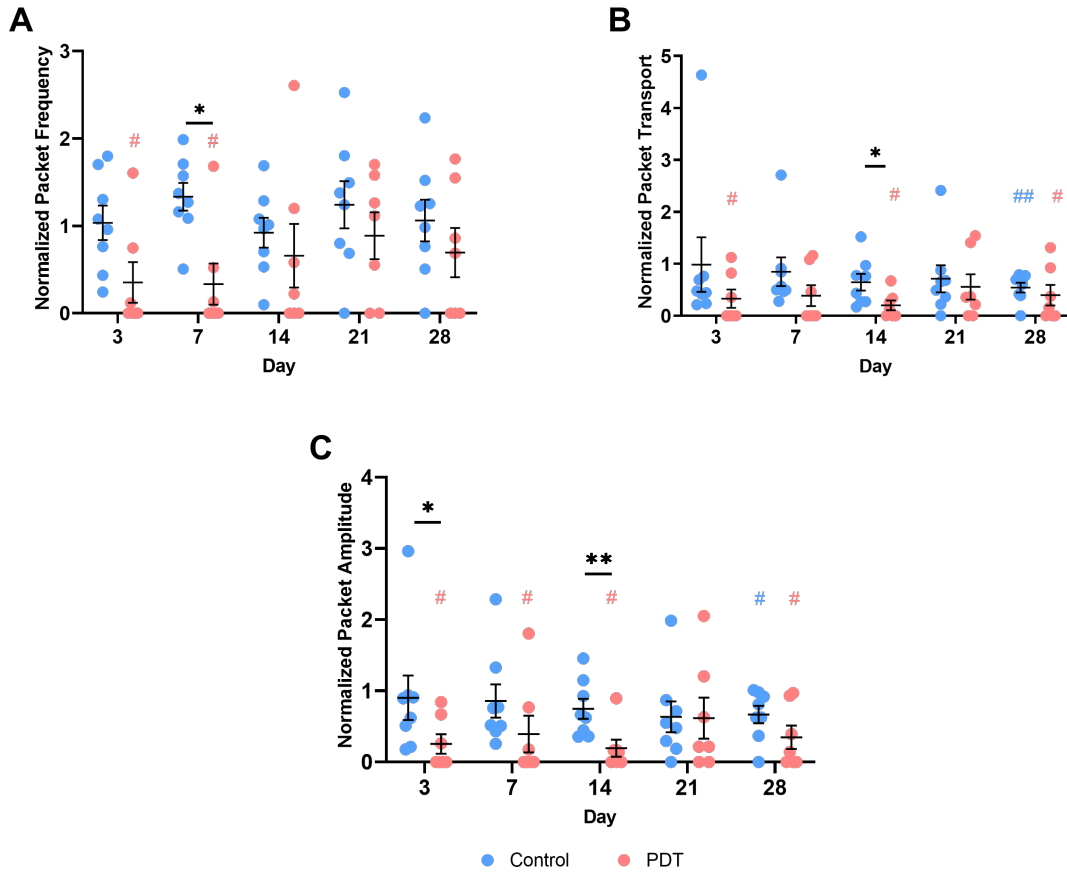 A
Normalized Packet Frequency
3
2
1
0
# * #
3 7 14 21 28
Day
B
Normalized Packet Transport
5
4
3
2
1
0
# * # ## #
3 7 14 21 28
Day
C
Normalized Packet Amplitude
4
3
2
1
0
* # # ** # # #
3 7 14 21 28
Day
Control PDT